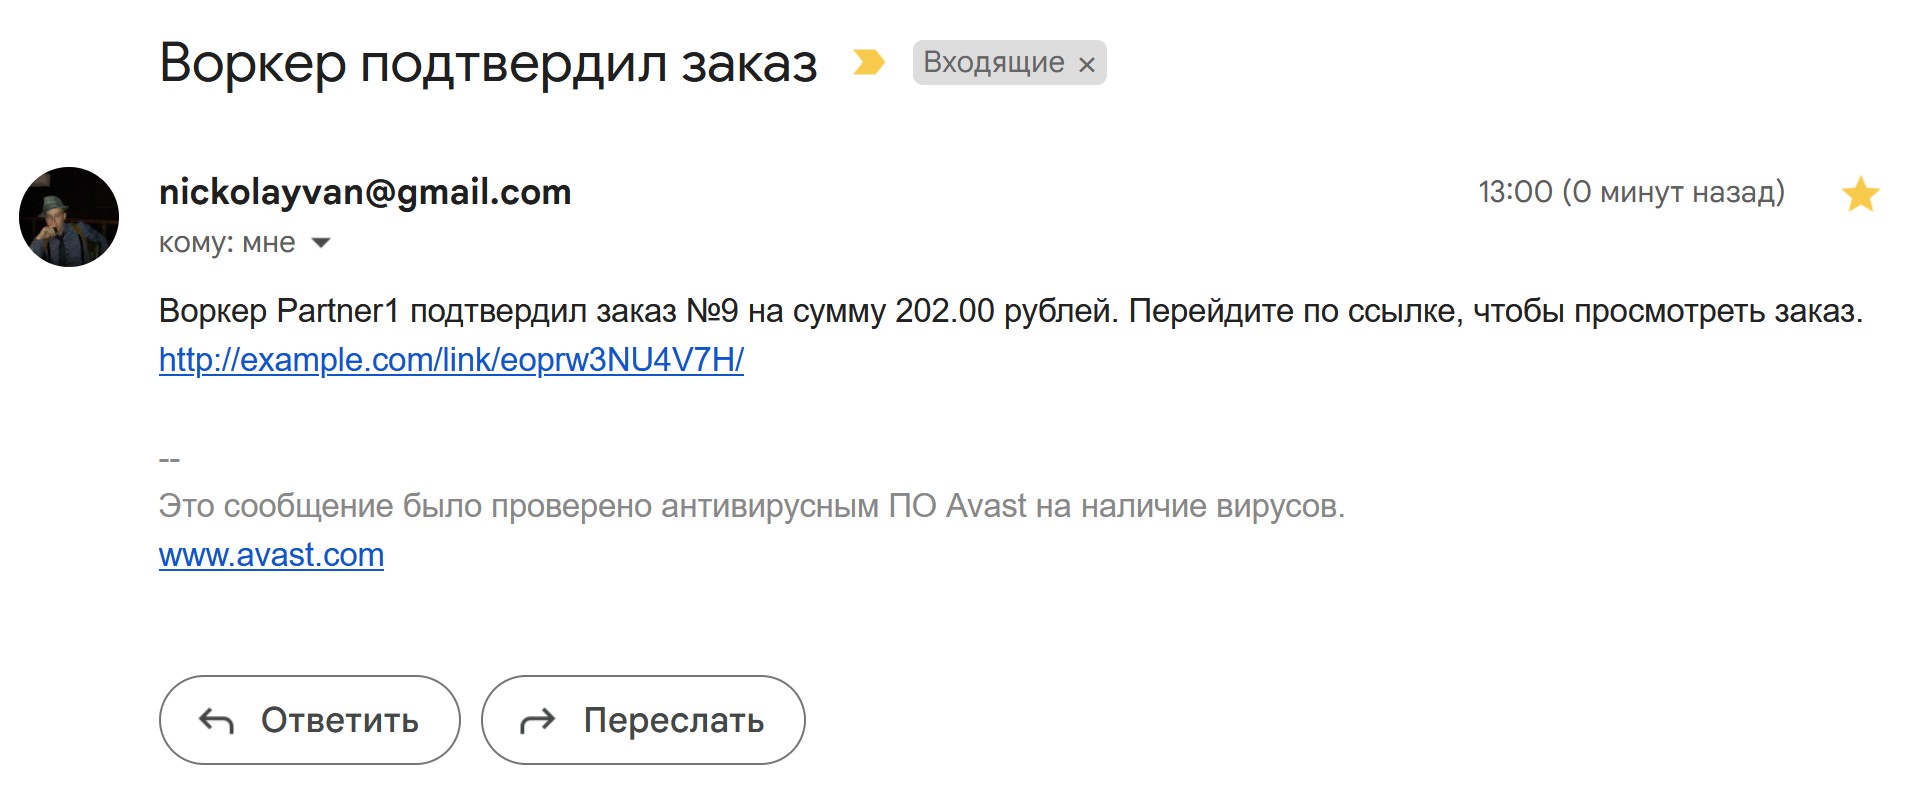 Воркер подтвердил заказ Входящие ×
nickolayvan@gmail.com 13:00 (0 минут назад)
кому: мне
Воркер Partner1 подтвердил заказ №9 на сумму 202.00 рублей. Перейдите по ссылке, чтобы просмотреть заказ.
http://example.com/link/eoprw3NU4V7H/
--
Это сообщение было проверено антивирусным ПО Avast на наличие вирусов.
www.avast.com
Ответить Переслать